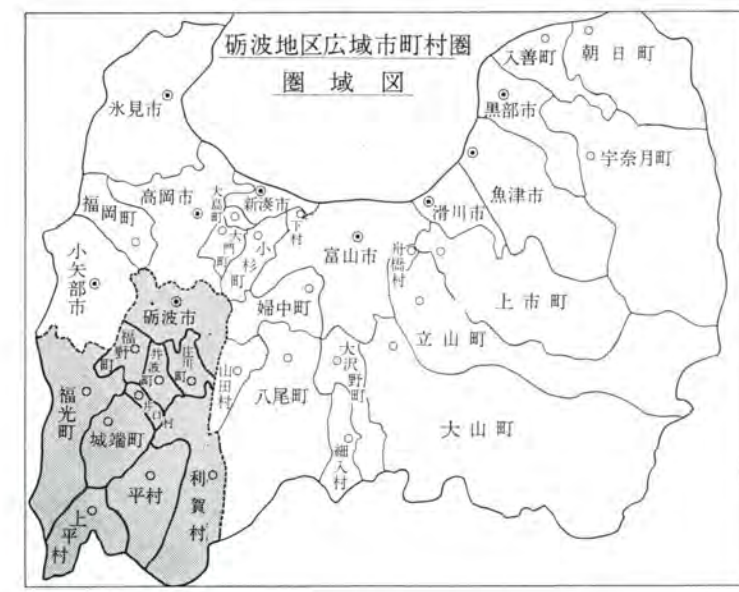 砺波地区広域市町村圏
圏域図
氷見市
福岡町
高岡市
大島町
新湊市
大門町
小杉町
下村
小矢部市
砺波市
福野町
井波町
庄川町
井口村
福光町
城端町
平村
上平村
利賀村
山田村
婦中町
八尾町
富山市
大沢野町
細入村
大山町
立山町
舟橋村
上市町
滑川市
魚津市
黒部市
入善町
朝日町
宇奈月町